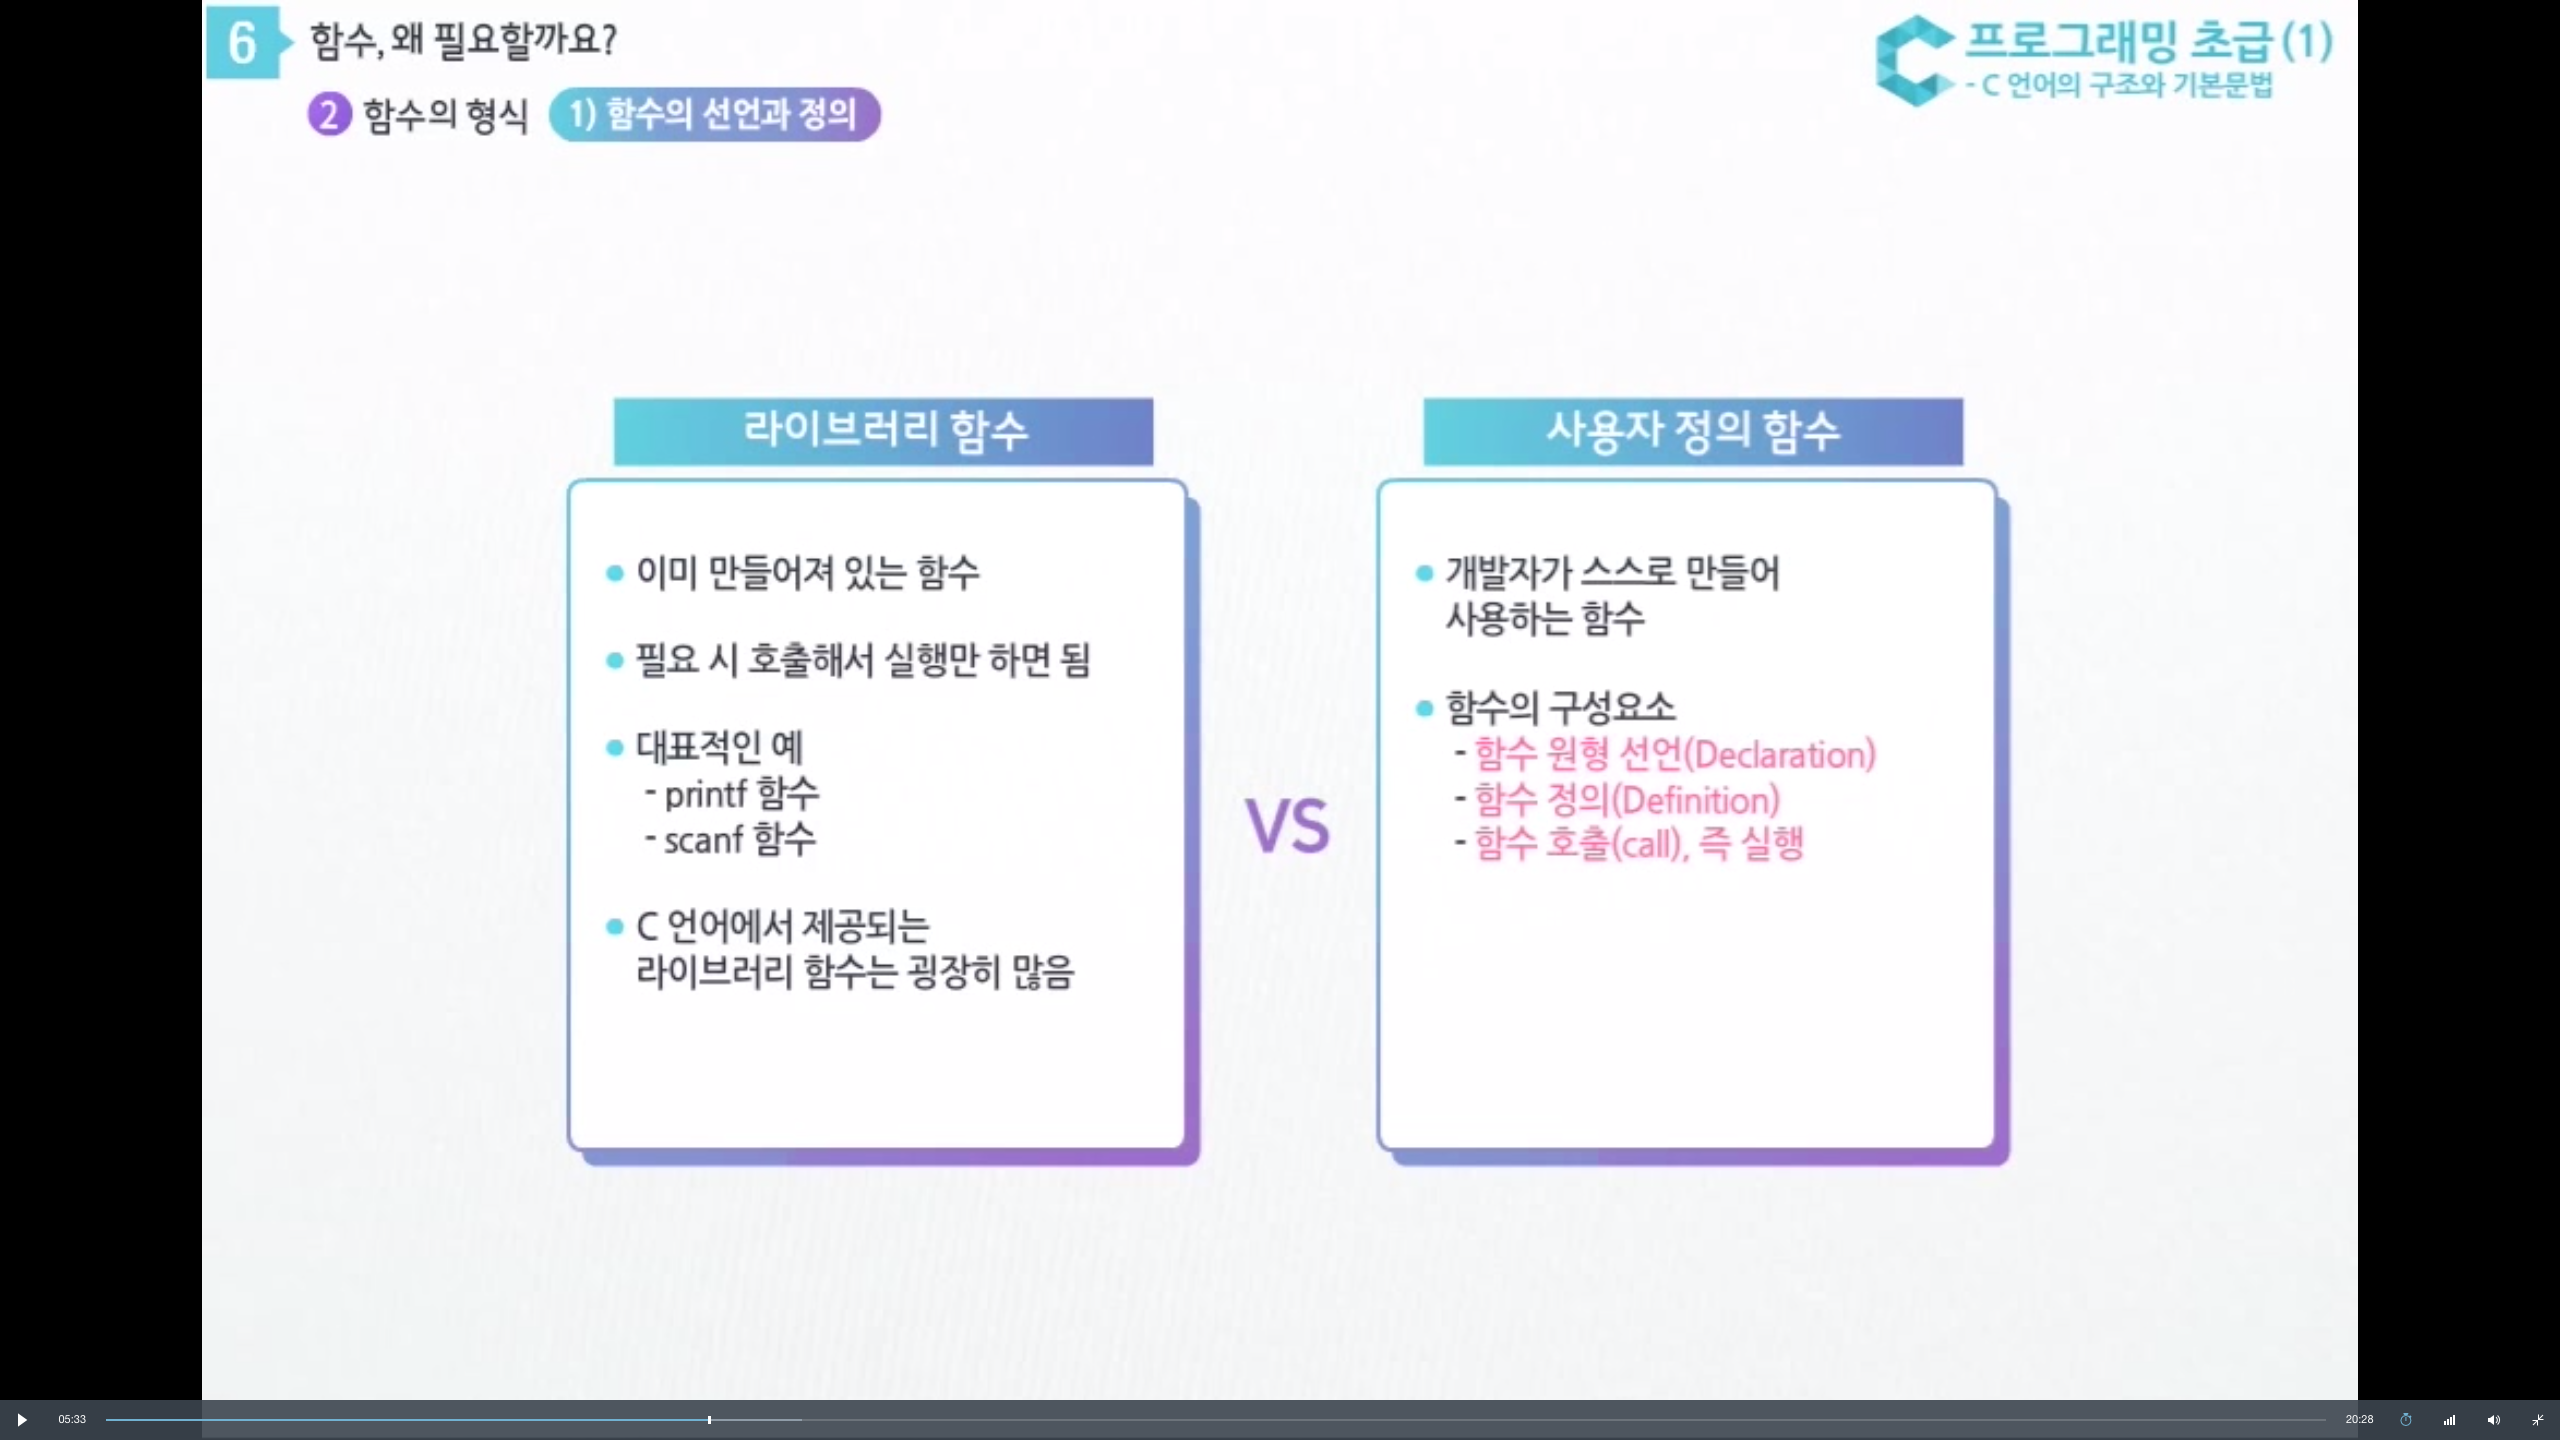 6 함수, 왜 필요할까요?
프로그래밍 초급(1)
- C 언어의 구조와 기본문법
2 함수의 형식 1) 함수의 선언과 정의
라이브러리 함수
● 이미 만들어져 있는 함수
● 필요 시 호출해서 실행만 하면 됨
● 대표적인 예
- printf 함수
- scanf 함수
● C 언어에서 제공되는
라이브러리 함수는 굉장히 많음
VS
사용자 정의 함수
● 개발자가 스스로 만들어
사용하는 함수
● 함수의 구성요소
- 함수 원형 선언(Declaration)
- 함수 정의(Definition)
- 함수 호출(call), 즉 실행
05:33
20:28